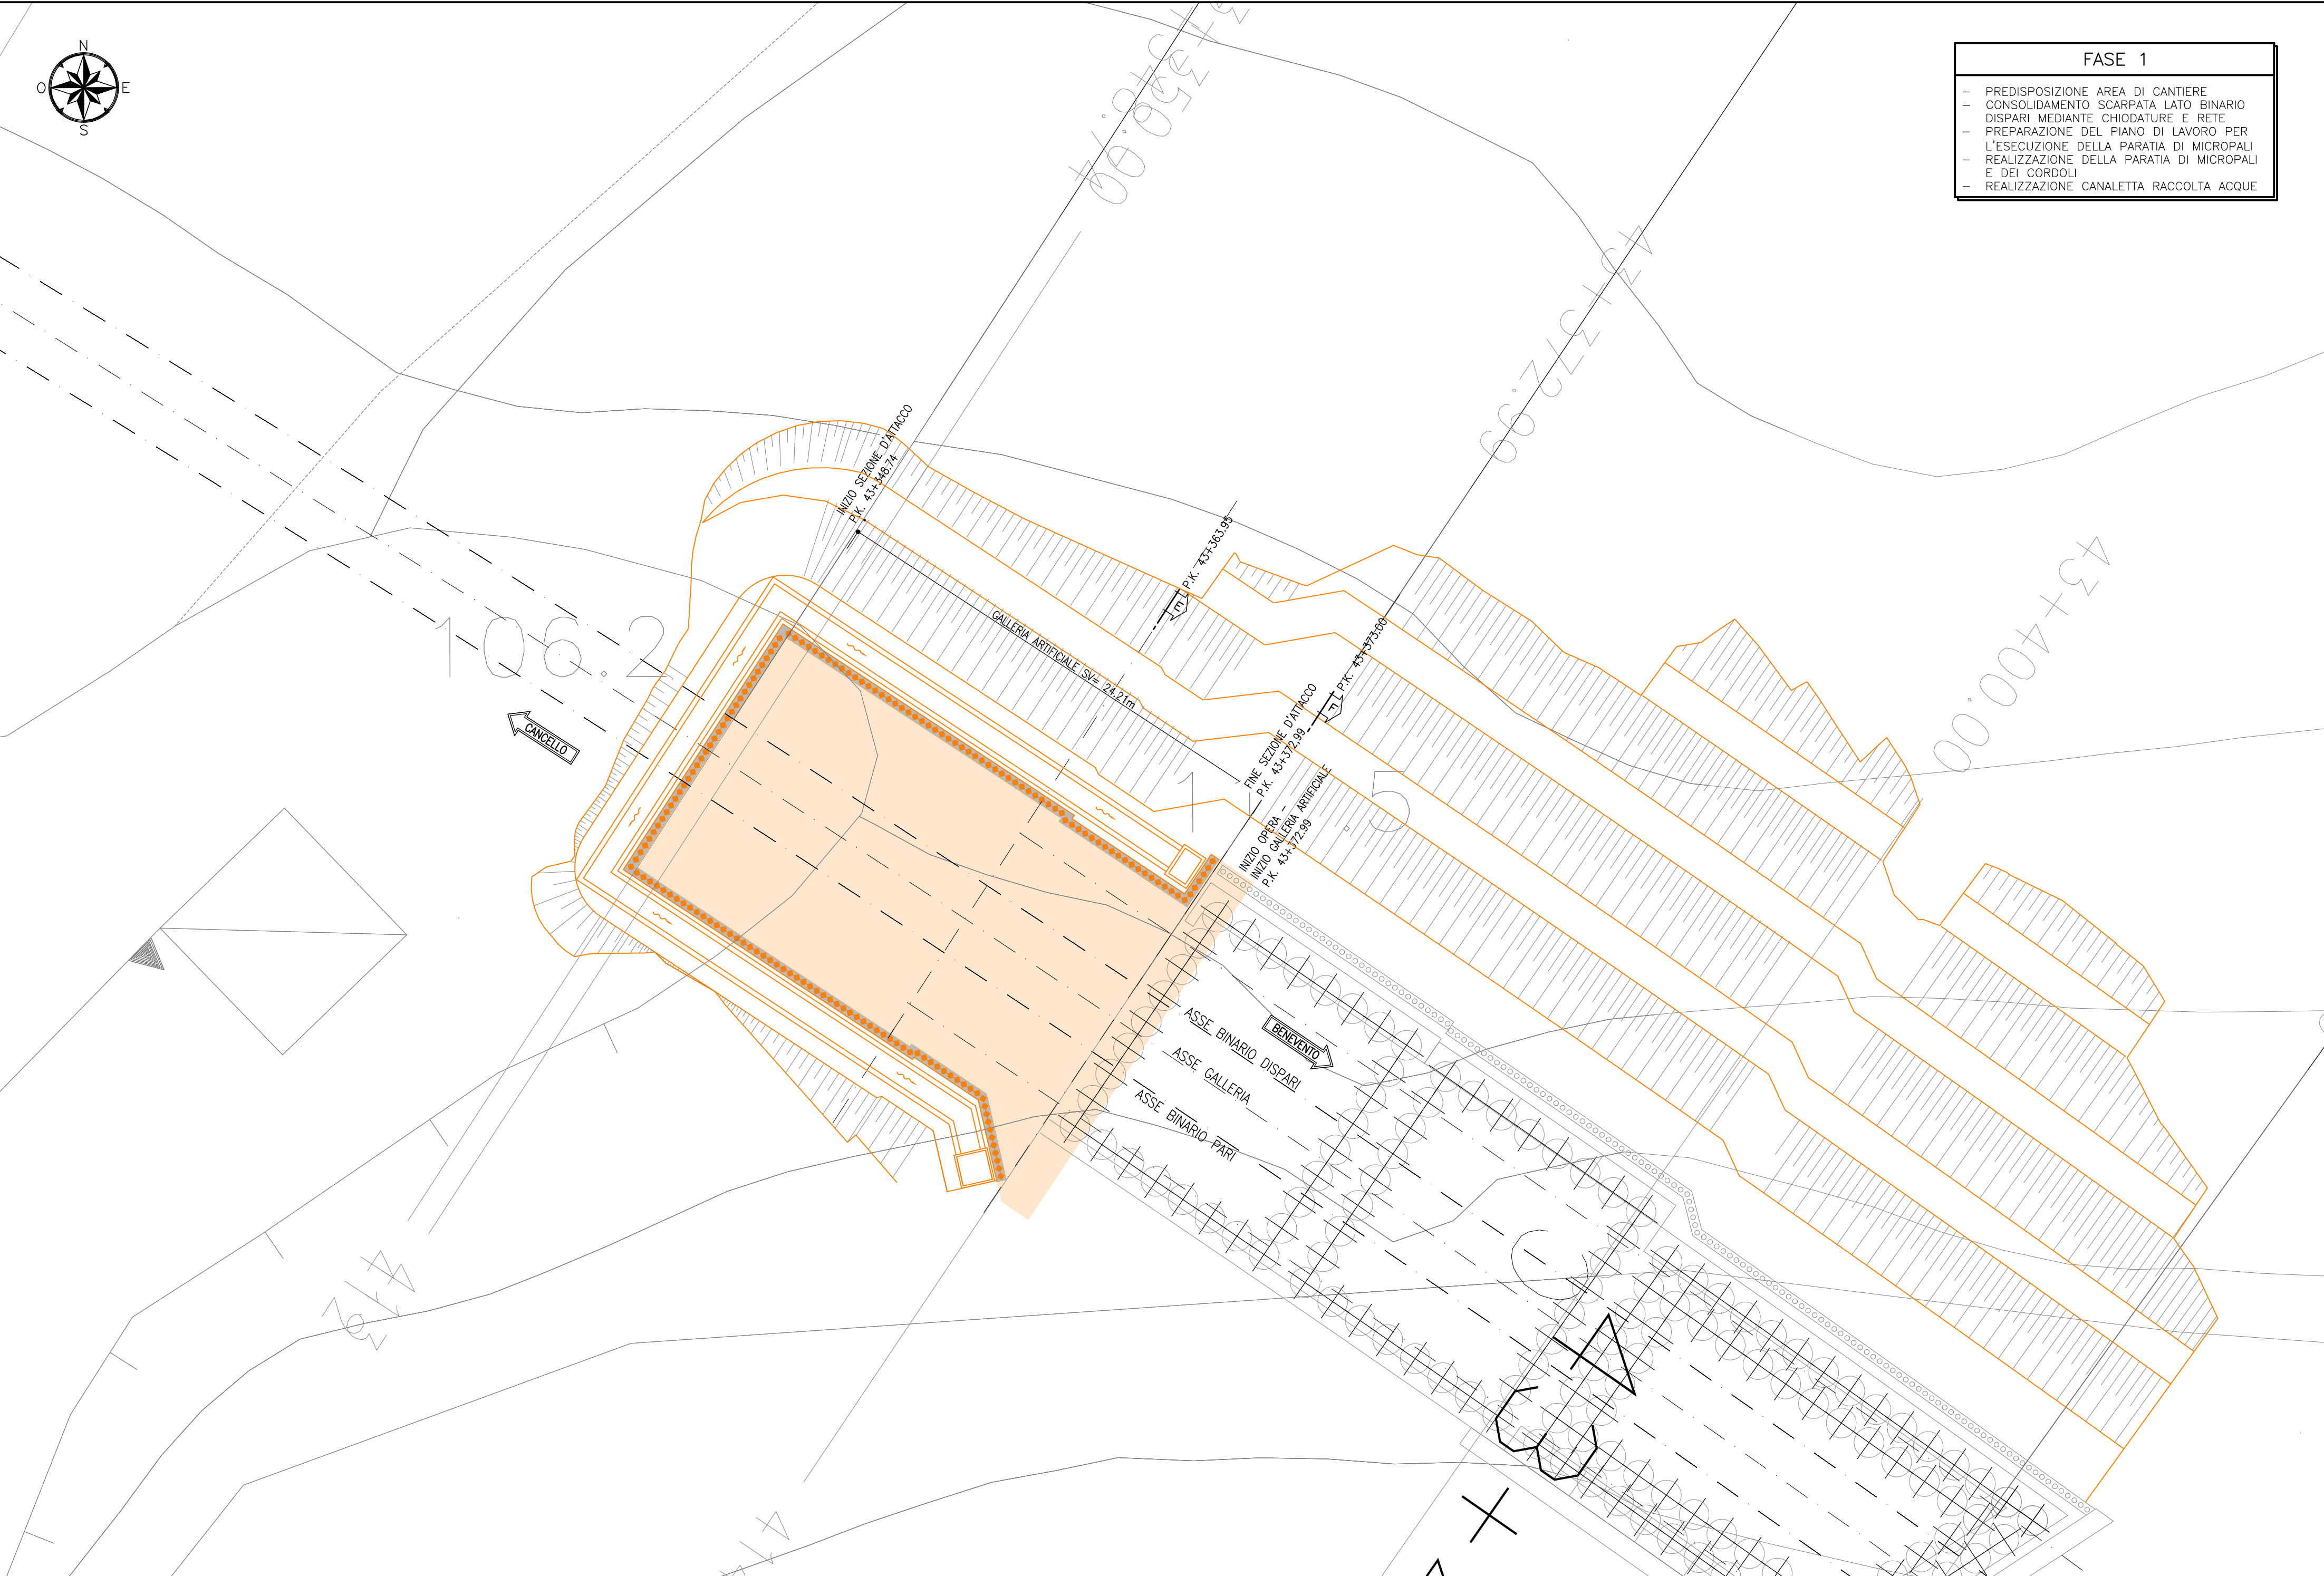 N
O E
S
FASE 1
- PREDISPOSIZIONE AREA DI CANTIERE
- CONSOLIDAMENTO SCARPATA LATO BINARIO
DISPARI MEDIANTE CHIODATURE E RETE
- PREPARAZIONE DEL PIANO DI LAVORO PER
L'ESECUZIONE DELLA PARATIA DI MICROPALI
- REALIZZAZIONE DELLA PARATIA DI MICROPALI
E DEI CORDOLI
- REALIZZAZIONE CANALETTA RACCOLTA ACQUE
43+372.99
43+400.00
INIZIO SEZIONE D'ATTACCO
P.K. 43+348.74
P.K. 43+363.95
E
GALLERIA ARTIFICIALE SV= 24.21m
P.K. 43+373.00
F
106.2
CANCELLO
FINE SEZIONE D'ATTACCO
P.K. 43+372.99
INIZIO OPERA -
INIZIO GALLERIA ARTIFICIALE
P.K. 43+372.99
BENEVENTO
ASSE BINARIO DISPARI
ASSE GALLERIA
ASSE BINARIO PARI